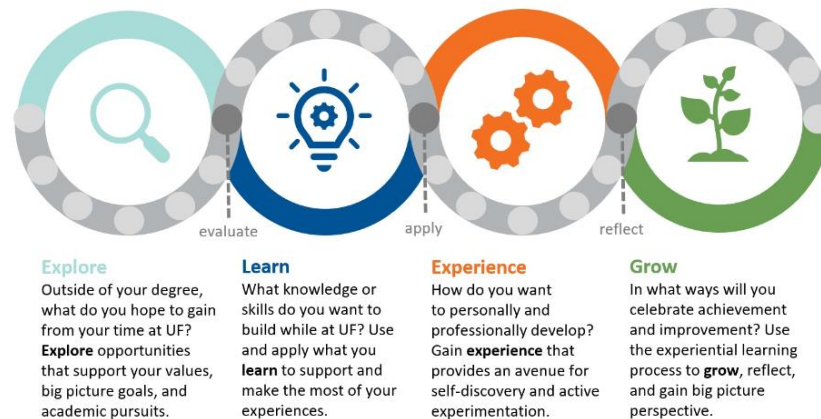 evaluate
apply
reflect
Explore
Outside of your degree,
what do you hope to gain
from your time at UF?
Explore opportunities
that support your values,
big picture goals, and
academic pursuits.
Learn
What knowledge or
skills do you want to
build while at UF? Use
and apply what you
learn to support and
make the most of your
experiences.
Experience
How do you want
to personally and
professionally develop?
Gain experience that
provides an avenue for
self-discovery and active
experimentation.
Grow
In what ways will you
celebrate achievement
and improvement? Use
the experiential learning
process to grow, reflect,
and gain big picture
perspective.